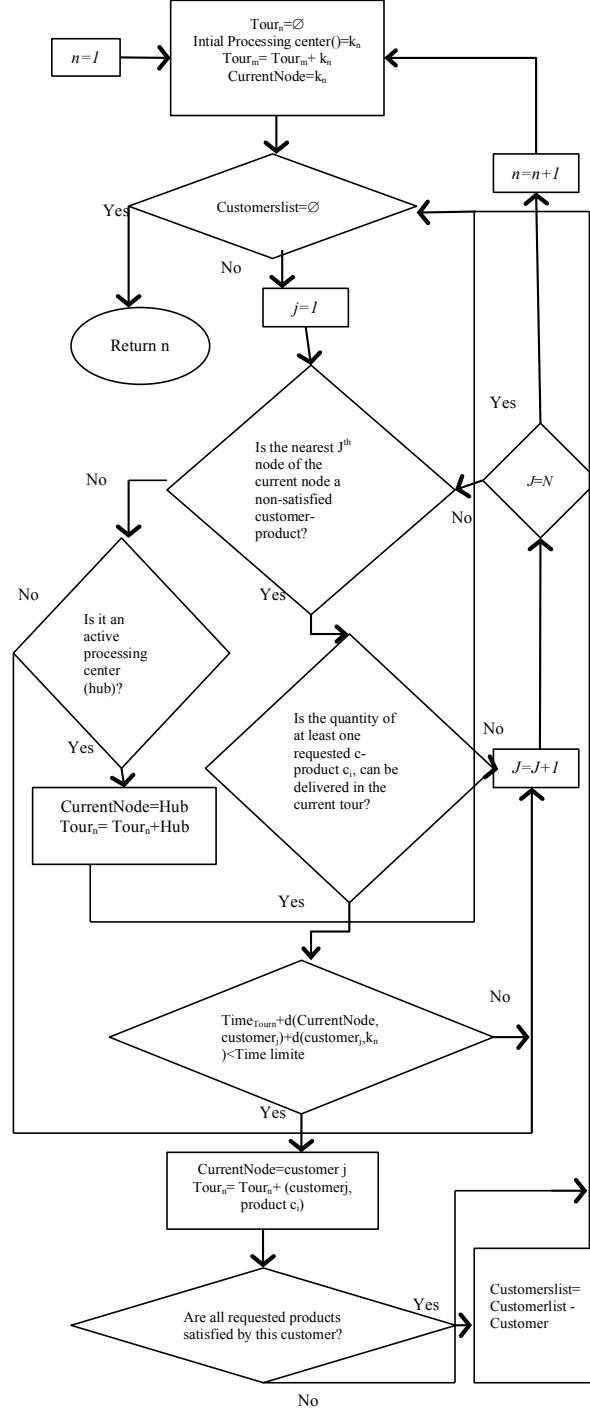 Tourₙ=∅
Intial Processing center()=kₙ
Tourₘ= Tourₘ+ kₙ
CurrentNode=kₙ
n=1
n=n+1
Customerslist=∅
Yes
No
j=1
Return n
Yes
Is the nearest Jᵗʰ
node of the
current node a
non-satisfied
customer-
product?
J=N
No
No
Yes
No
Is it an
active
processing
center
(hub)?
Is the quantity of
at least one
requested c-
product cᵢ, can be
delivered in the
current tour?
No
J=J+1
Yes
CurrentNode=Hub
Tourₙ= Tourₙ+Hub
Yes
Time_Tourn+d(CurrentNode,
customerⱼ)+d(customerⱼ,kₙ
)<Time limite
No
Yes
CurrentNode=customer j
Tourₙ= Tourₙ+ (customerj,
product cᵢ)
Are all requested products
satisfied by this customer?
Yes
Customerslist=
Customerlist -
Customer
No